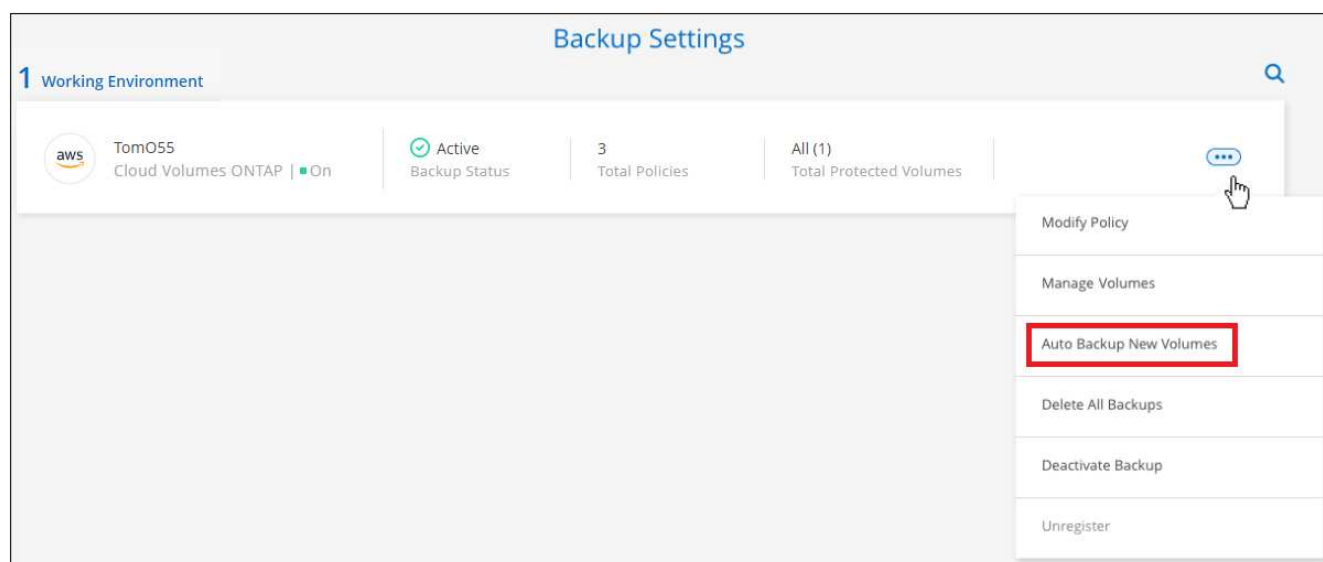 Backup Settings
1 Working Environment
aws
TomO55
Cloud Volumes ONTAP | On
Active
Backup Status
3
Total Policies
All (1)
Total Protected Volumes
Modify Policy
Manage Volumes
Auto Backup New Volumes
Delete All Backups
Deactivate Backup
Unregister